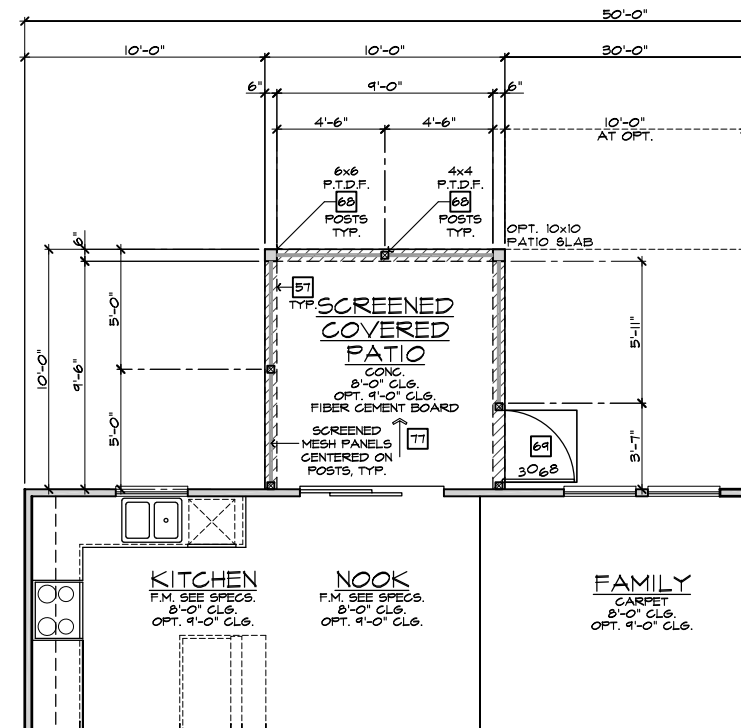 50'-0"
10'-0"
10'-0"
30'-0"
6"
9'-0"
6"
4'-6"
4'-6"
10'-0"
AT OPT.
6x6
P.T.D.F.
68
POSTS
TYP.
4x4
P.T.D.F.
68
POSTS
TYP.
OPT. 10x10
PATIO SLAB
6"
10'-0"
9'-6"
5'-0"
5'-0"
57
TYP.
SCREENED
COVERED
PATIO
CONC.
8'-0" CLG.
OPT. 9'-0" CLG.
FIBER CEMENT BOARD
SCREENED
MESH PANELS
CENTERED ON
POSTS, TYP.
77
5'-11"
3'-7"
69
3068
KITCHEN
F.M. SEE SPECS.
8'-0" CLG.
OPT. 9'-0" CLG.
NOOK
F.M. SEE SPECS.
8'-0" CLG.
OPT. 9'-0" CLG.
FAMILY
CARPET
8'-0" CLG.
OPT. 9'-0" CLG.